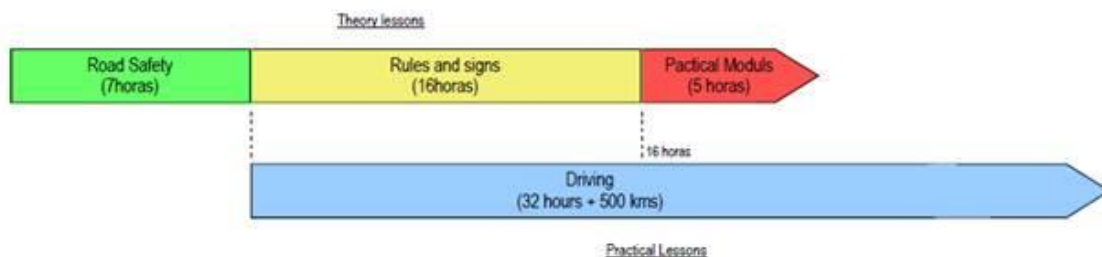 Theory lessons
Road Safety
(7horas)
Rules and signs
(16horas)
Pactical Moduls
(5 horas)
16 horas
Driving
(32 hours + 500 kms)
Practical Lessons